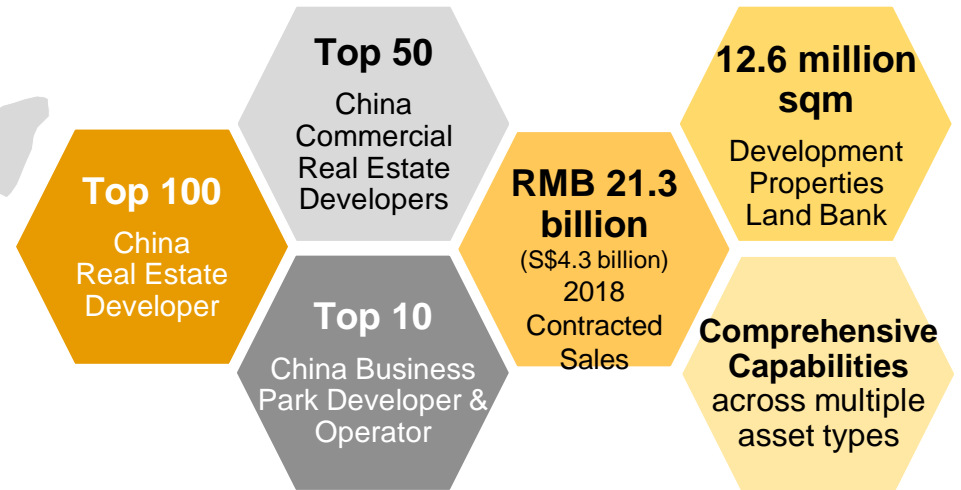 Top 100
China
Real Estate
Developer
Top 50
China
Commercial
Real Estate
Developers
Top 10
China Business
Park Developer &
Operator
RMB 21.3
billion
(S$4.3 billion)
2018
Contracted
Sales
12.6 million
sqm
Development
Properties
Land Bank
Comprehensive
Capabilities
across multiple
asset types